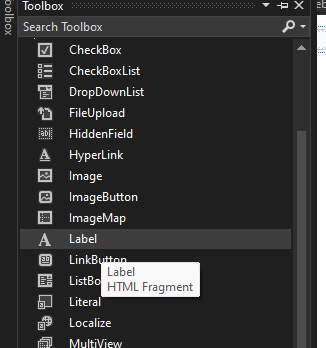 Toolbox
Search Toolbox
CheckBox
CheckBoxList
DropDownList
FileUpload
HiddenField
HyperLink
Image
ImageButton
ImageMap
Label
LinkButton
Label
HTML Fragment
ListBo
Literal
Localize
MultiView
oolbox